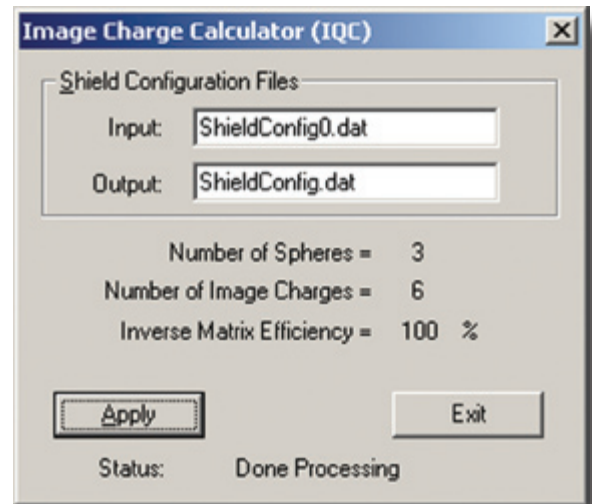 Image Charge Calculator (IQC)
Shield Configuration Files
Input: ShieldConfig0.dat
Output: ShieldConfig.dat
Number of Spheres = 3
Number of Image Charges = 6
Inverse Matrix Efficiency = 100 %
Apply Exit
Status: Done Processing